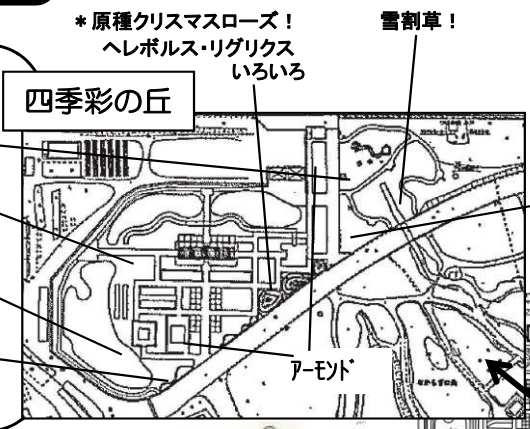 *原種クリスマスローズ！
ヘレボルス・リグリクス
いろいろ
雪割草！
四季彩の丘
アーモンド